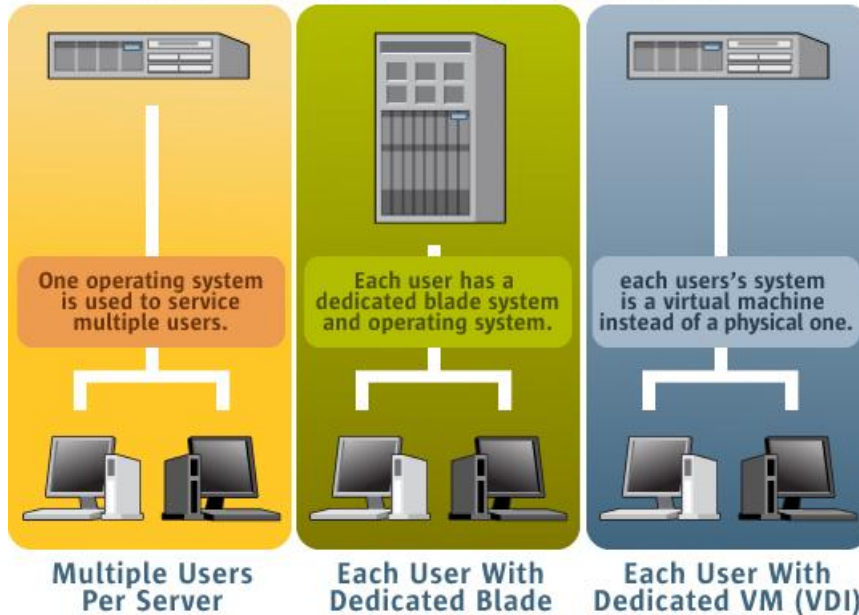 One operating system
is used to service
multiple users.
Each user has a
dedicated blade system
and operating system.
each users's system
is a virtual machine
instead of a physical one.
Multiple Users
Per Server
Each User With
Dedicated Blade
Each User With
Dedicated VM (VDI)